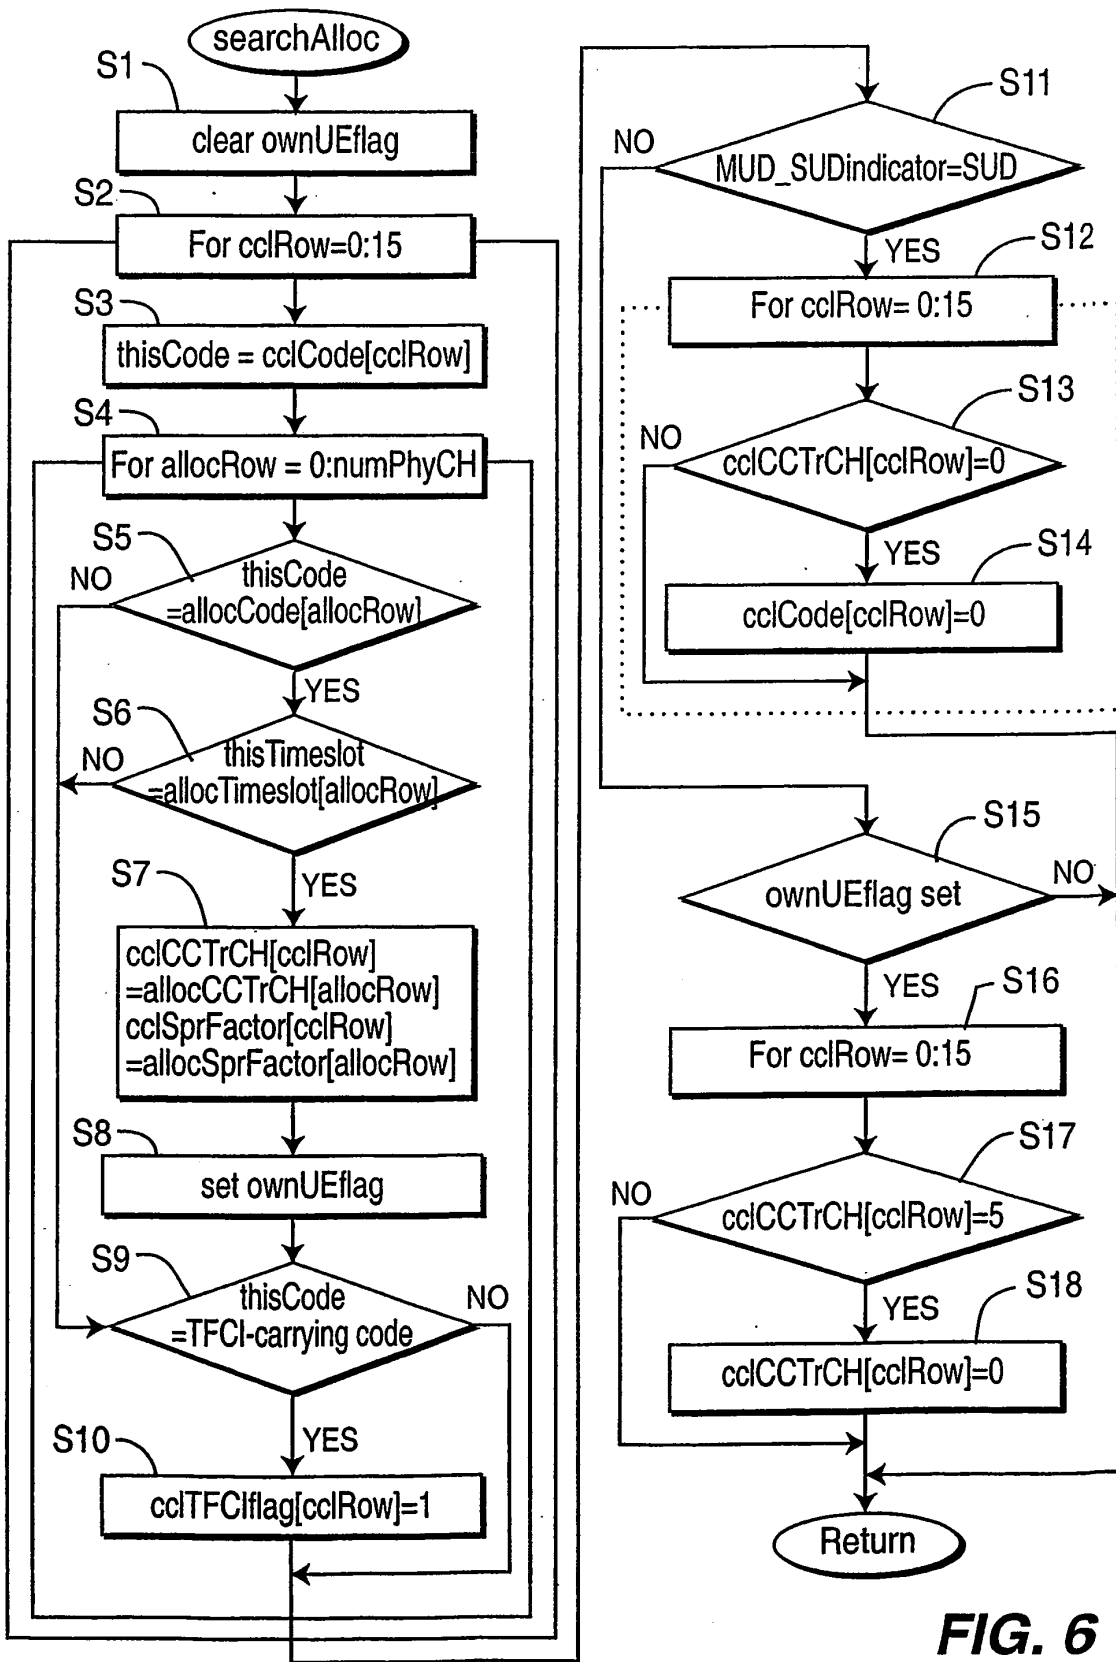 searchAlloc
S1
clear ownUEflag
S2
For cclRow=0:15
S3
thisCode = cclCode[cclRow]
S4
For allocRow = 0:numPhyCH
S5
NO
thisCode
=allocCode[allocRow]
YES
S6
NO
thisTimeslot
=allocTimeslot[allocRow]
YES
S7
cclCCTrCH[cclRow]
=allocCCTrCH[allocRow]
cclSprFactor[cclRow]
=allocSprFactor[allocRow]
S8
set ownUEflag
S9
thisCode
=TFCI-carrying code
NO
YES
S10
cclTFCIflag[cclRow]=1
S11
NO
MUD_SUDindicator=SUD
YES
S12
For cclRow= 0:15
S13
NO
cclCCTrCH[cclRow]=0
YES
S14
cclCode[cclRow]=0
S15
ownUEflag set
NO
YES
S16
For cclRow= 0:15
S17
NO
cclCCTrCH[cclRow]=5
YES
S18
cclCCTrCH[cclRow]=0
Return
FIG. 6